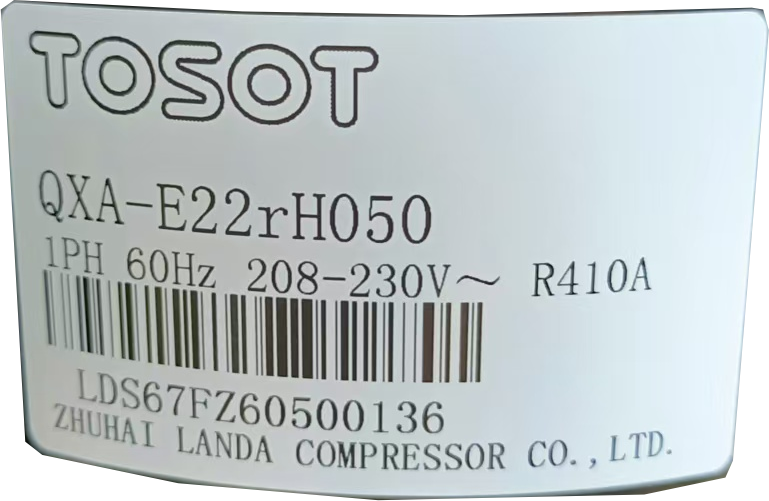 TOSOT
QXA-E22rH050
1PH 60Hz 208-230V～ R410A
LDS67FZ60500136
ZHUHAI LANDA COMPRESSOR CO.,LTD.